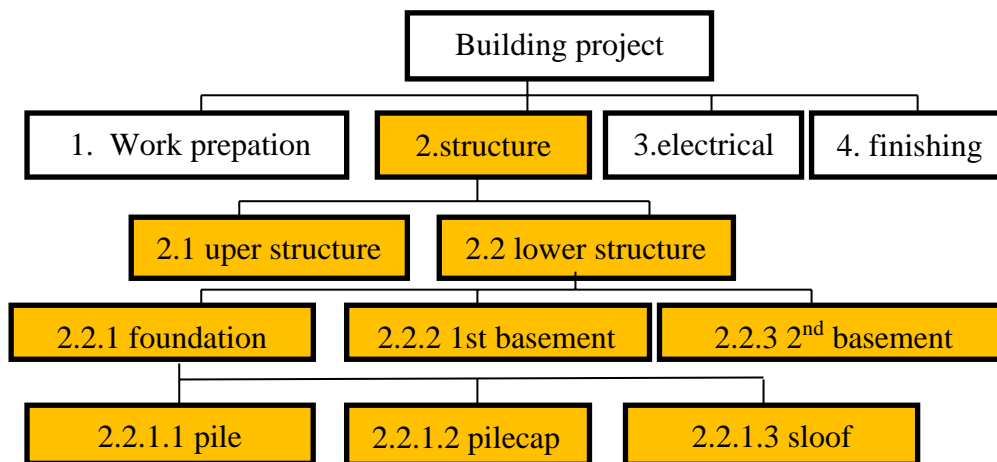 Building project
1. Work prepation
2.structure
3.electrical
4. finishing
2.1 uper structure
2.2 lower structure
2.2.1 foundation
2.2.2 1st basement
2.2.3 2nd basement
2.2.1.1 pile
2.2.1.2 pilecap
2.2.1.3 sloof